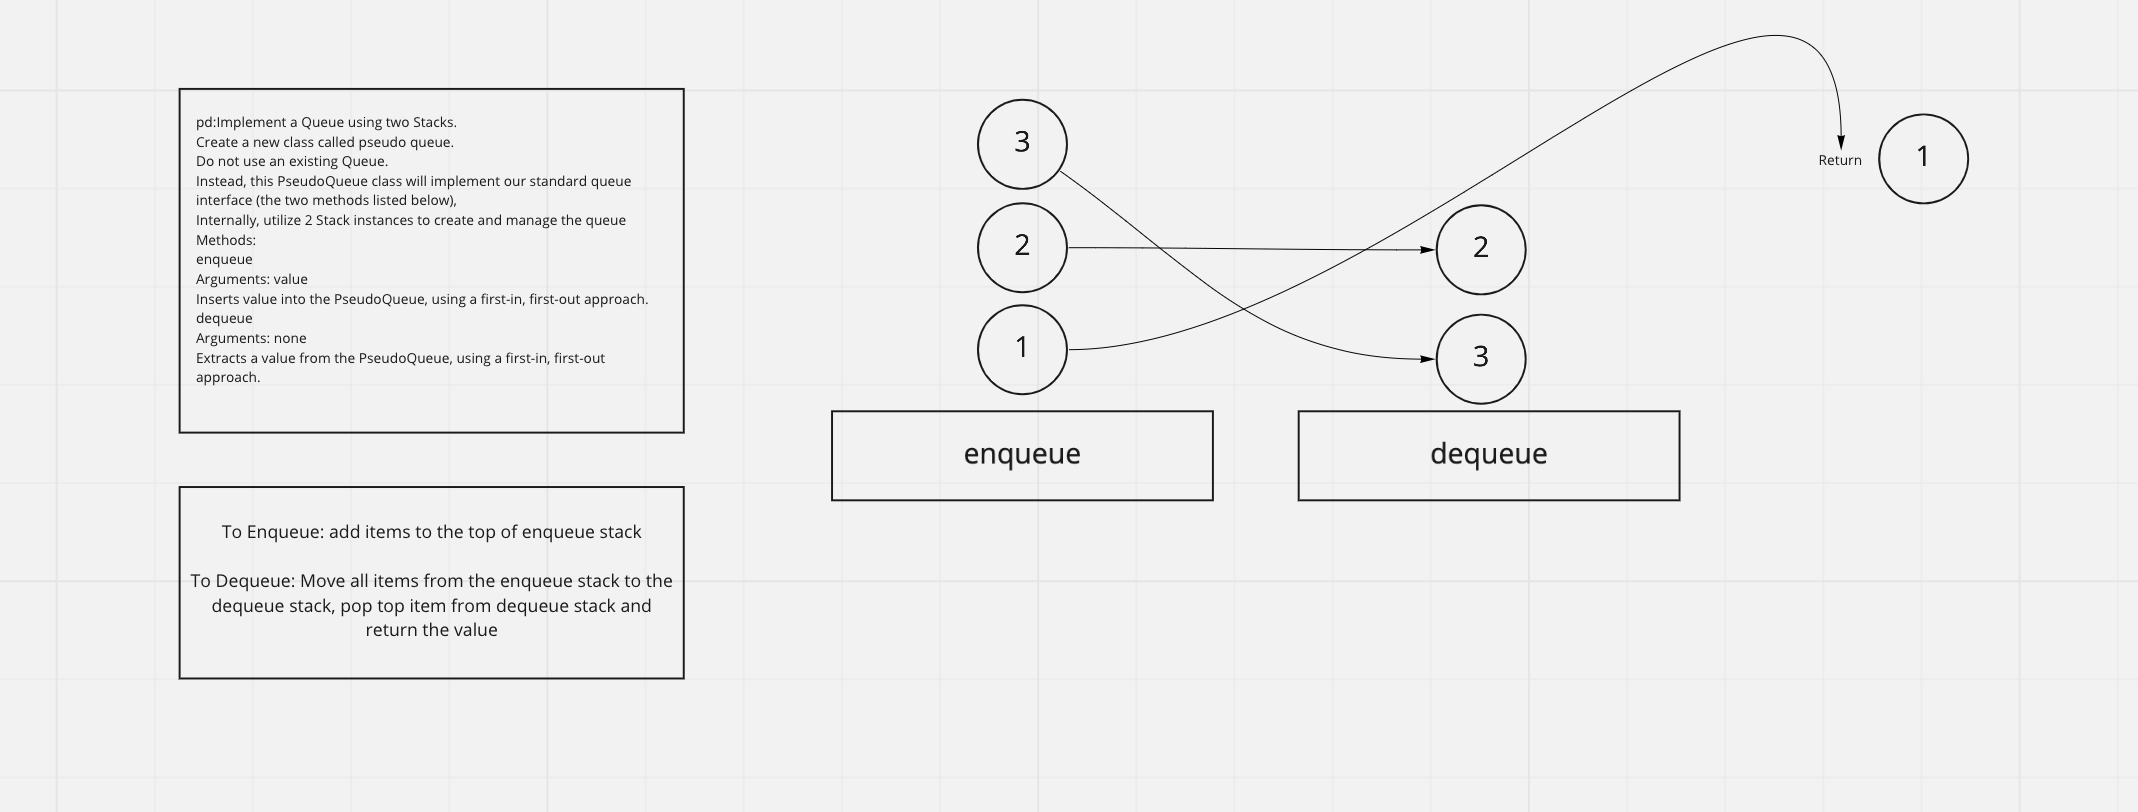 pd:Implement a Queue using two Stacks.
Create a new class called pseudo queue.
Do not use an existing Queue.
Instead, this PseudoQueue class will implement our standard queue
interface (the two methods listed below),
Internally, utilize 2 Stack instances to create and manage the queue
Methods:
enqueue
Arguments: value
Inserts value into the PseudoQueue, using a first-in, first-out approach.
dequeue
Arguments: none
Extracts a value from the PseudoQueue, using a first-in, first-out
approach.
To Enqueue: add items to the top of enqueue stack
To Dequeue: Move all items from the enqueue stack to the
dequeue stack, pop top item from dequeue stack and
return the value
3
2
1
enqueue
2
3
dequeue
Return
1